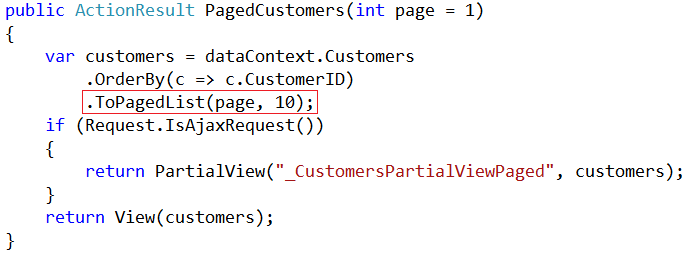 public ActionResult PagedCustomers(int page = 1)
{
    var customers = dataContext.Customers
        .OrderBy(c => c.CustomerID)
        .ToPagedList(page, 10);
    if (Request.IsAjaxRequest())
    {
        return PartialView("_CustomersPartialViewPaged", customers);
    }
    return View(customers);
}